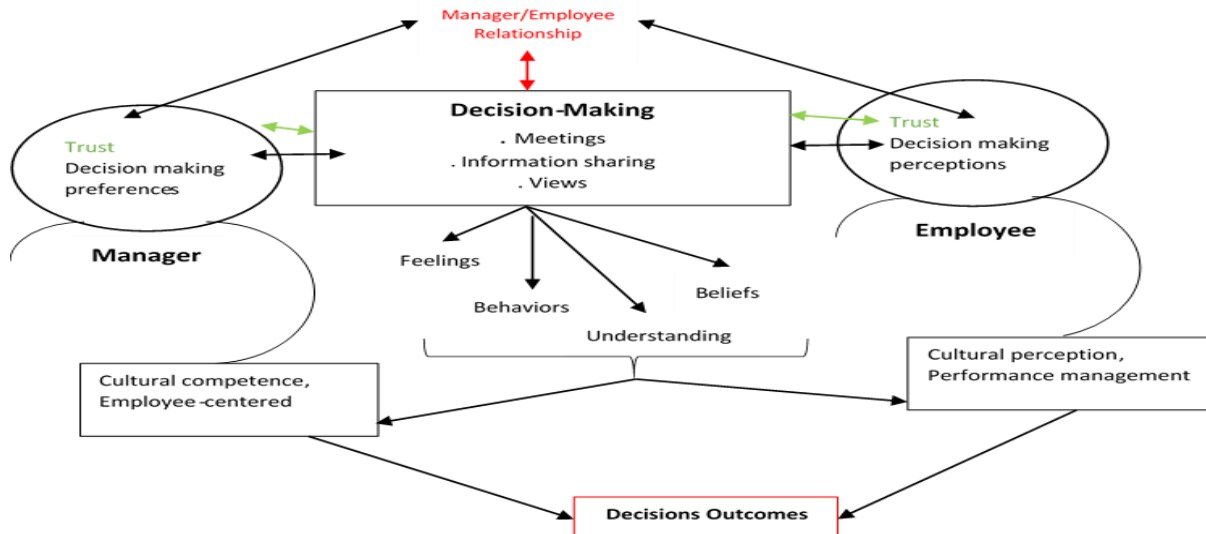 Manager/Employee
Relationship
Decision-Making
. Meetings
. Information sharing
. Views
Trust
Decision making
preferences
Manager
Trust
Decision making
perceptions
Employee
Feelings
Behaviors
Understanding
Beliefs
Cultural competence,
Employee-centered
Cultural perception,
Performance management
Decisions Outcomes